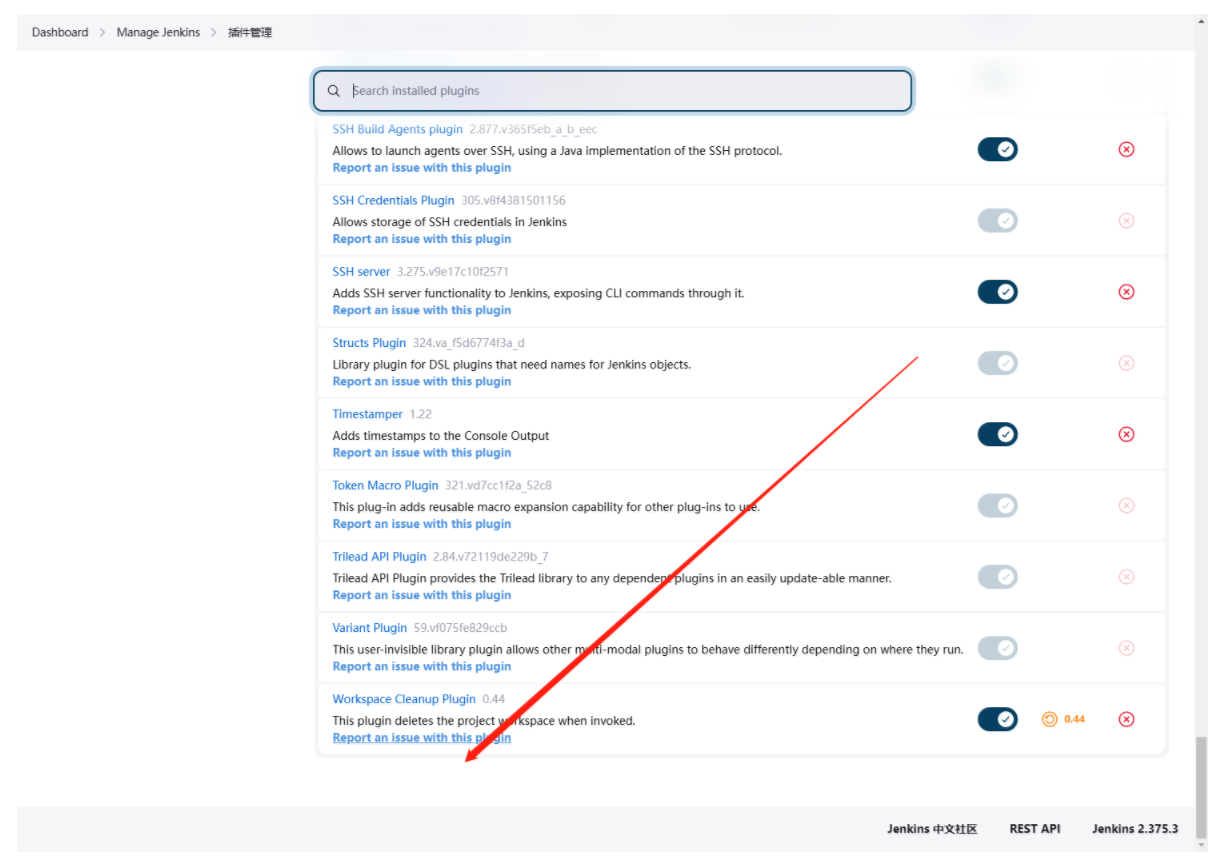 Dashboard > Manage Jenkins > 插件管理
Search installed plugins
SSH Build Agents plugin 2.877.v365f5eb_a_b_eec
Allows to launch agents over SSH, using a Java implementation of the SSH protocol.
Report an issue with this plugin
SSH Credentials Plugin 305.v8f4381501156
Allows storage of SSH credentials in Jenkins
Report an issue with this plugin
SSH server 3.275.v9e17c10f2571
Adds SSH server functionality to Jenkins, exposing CLI commands through it.
Report an issue with this plugin
Structs Plugin 324.va_f5d6774f3a_d
Library plugin for DSL plugins that need names for Jenkins objects.
Report an issue with this plugin
Timestamper 1.22
Adds timestamps to the Console Output
Report an issue with this plugin
Token Macro Plugin 321.vd7cc1f2a_52c8
This plug-in adds reusable macro expansion capability for other plug-ins to use.
Report an issue with this plugin
Trilead API Plugin 2.84.v72119de229b_7
Trilead API Plugin provides the Trilead library to any dependent plugins in an easily update-able manner.
Report an issue with this plugin
Variant Plugin 59.vf075fe829ccb
This user-invisible library plugin allows other multi-modal plugins to behave differently depending on where they run.
Report an issue with this plugin
Workspace Cleanup Plugin 0.44
This plugin deletes the project workspace when invoked.
0.44
Report an issue with this plugin
Jenkins 中文社区 REST API Jenkins 2.375.3